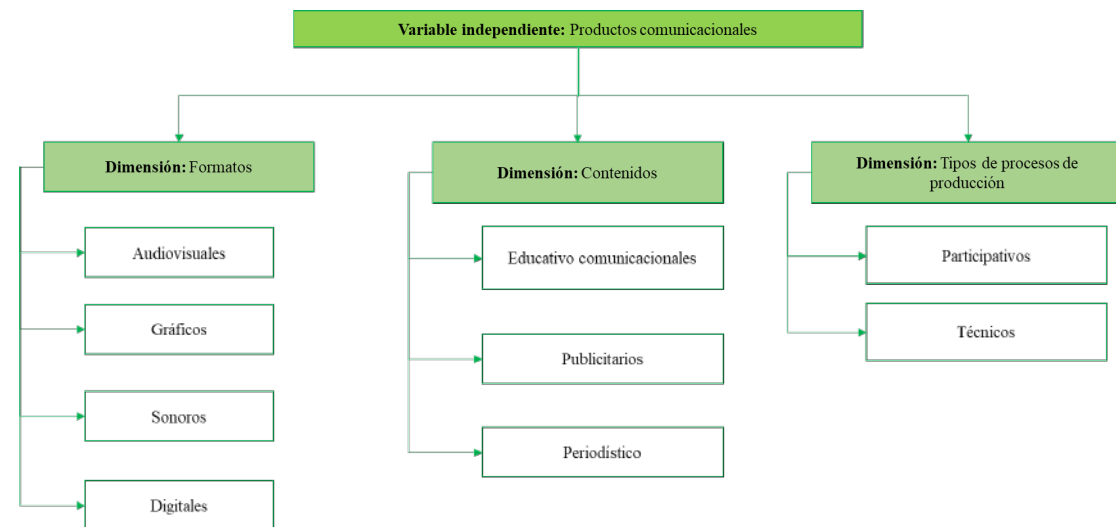 Variable independiente: Productos comunicacionales
Dimensión: Formatos
Audiovisuales
Gráficos
Sonoros
Digitales
Dimensión: Contenidos
Educativo comunicacionales
Publicitarios
Periodístico
Dimensión: Tipos de procesos de
producción
Participativos
Técnicos